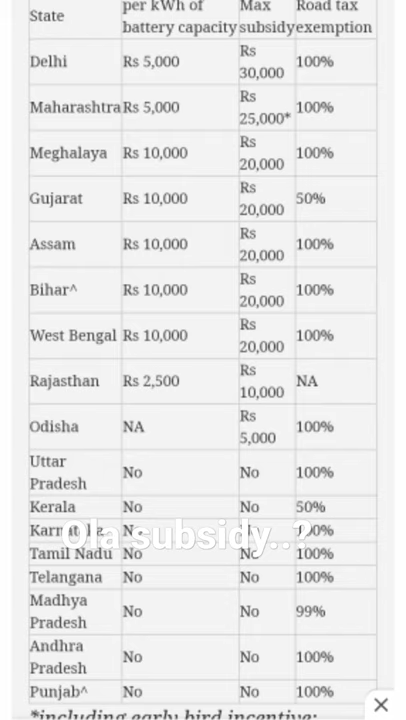 State per kWh of battery capacity Max subsidy Road tax exemption
Delhi Rs 5,000 Rs 30,000 100%
Maharashtra Rs 5,000 Rs 25,000* 100%
Meghalaya Rs 10,000 Rs 20,000 100%
Gujarat Rs 10,000 Rs 20,000 50%
Assam Rs 10,000 Rs 20,000 100%
Bihar^ Rs 10,000 Rs 20,000 100%
West Bengal Rs 10,000 Rs 20,000 100%
Rajasthan Rs 2,500 Rs 10,000 NA
Odisha NA Rs 5,000 100%
Uttar Pradesh No No 100%
Kerala No No 50%
Karnataka No No 100%
Ola subsidy..?
Tamil Nadu No No 100%
Telangana No No 100%
Madhya Pradesh No No 99%
Andhra Pradesh No No 100%
Punjab^ No No 100%
*including early bird incentive;